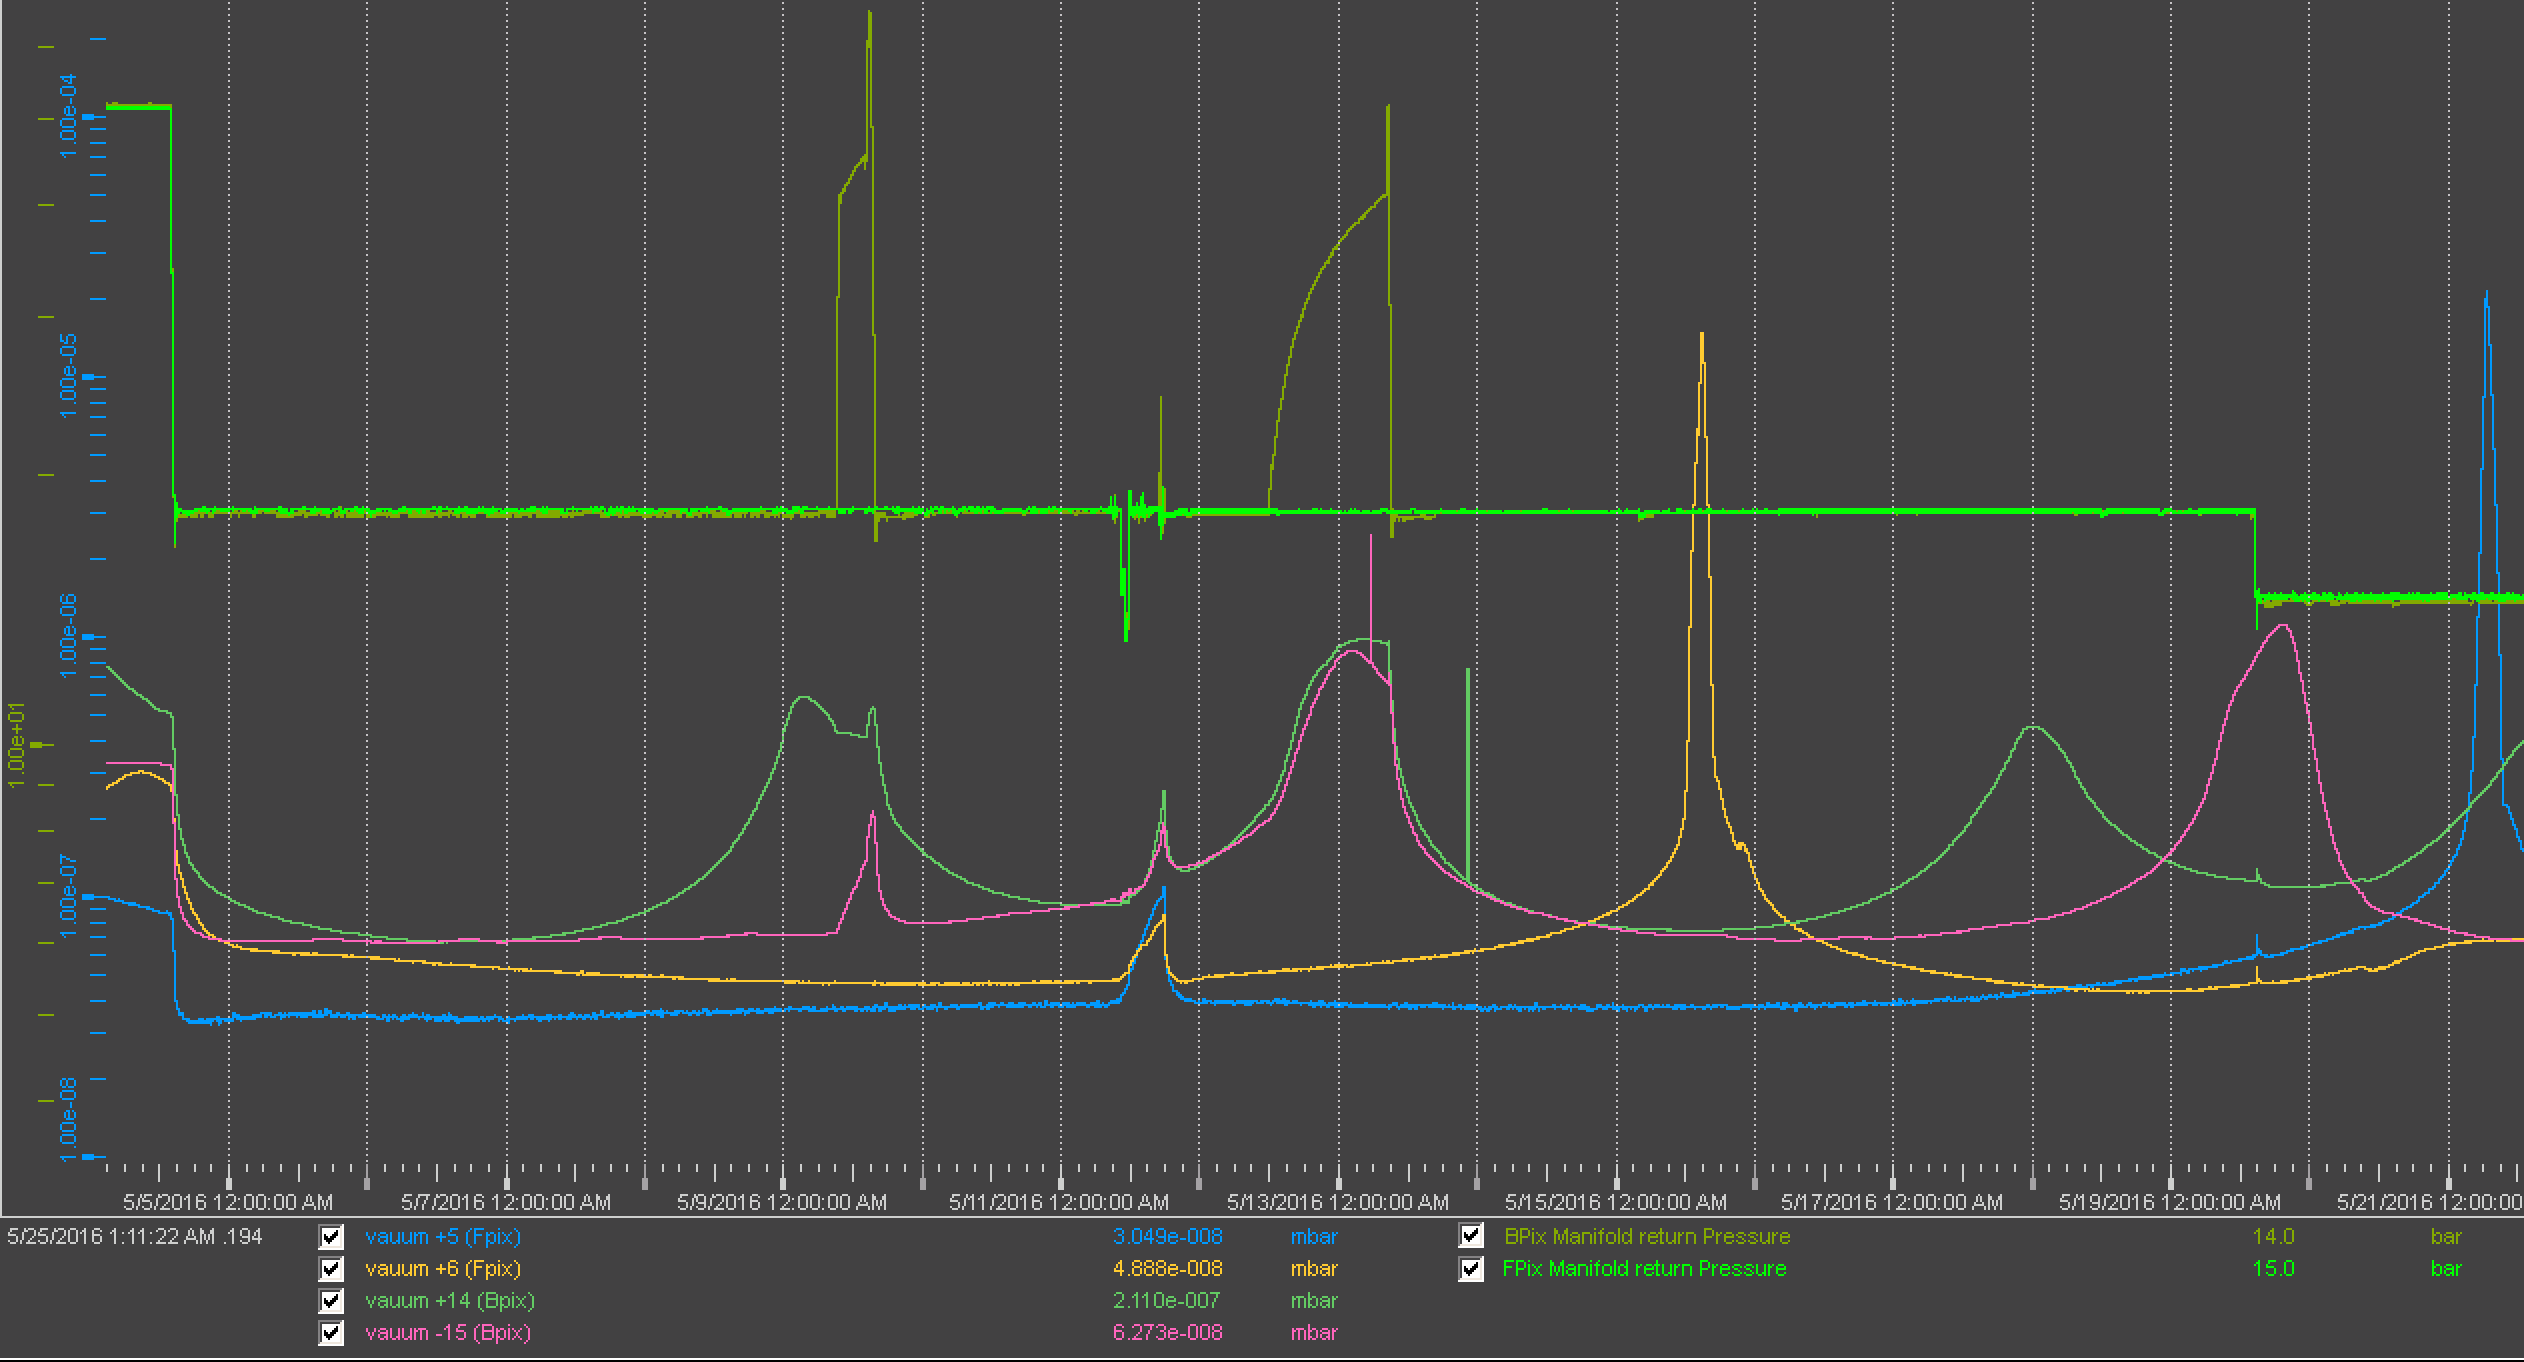 1.00e-04
1.00e-05
1.00e-06
1.00e+01
1.00e-07
1.00e-08
5/5/2016 12:00:00 AM 5/7/2016 12:00:00 AM 5/9/2016 12:00:00 AM 5/11/2016 12:00:00 AM 5/13/2016 12:00:00 AM 5/15/2016 12:00:00 AM 5/17/2016 12:00:00 AM 5/19/2016 12:00:00 AM 5/21/2016 12:00:00
5/25/2016 1:11:22 AM .194 vauum +5 (Fpix) 3.049e-008 mbar BPix Manifold return Pressure 14.0 bar
vauum +6 (Fpix) 4.888e-008 mbar FPix Manifold return Pressure 15.0 bar
vauum +14 (Bpix) 2.110e-007 mbar
vauum -15 (Bpix) 6.273e-008 mbar